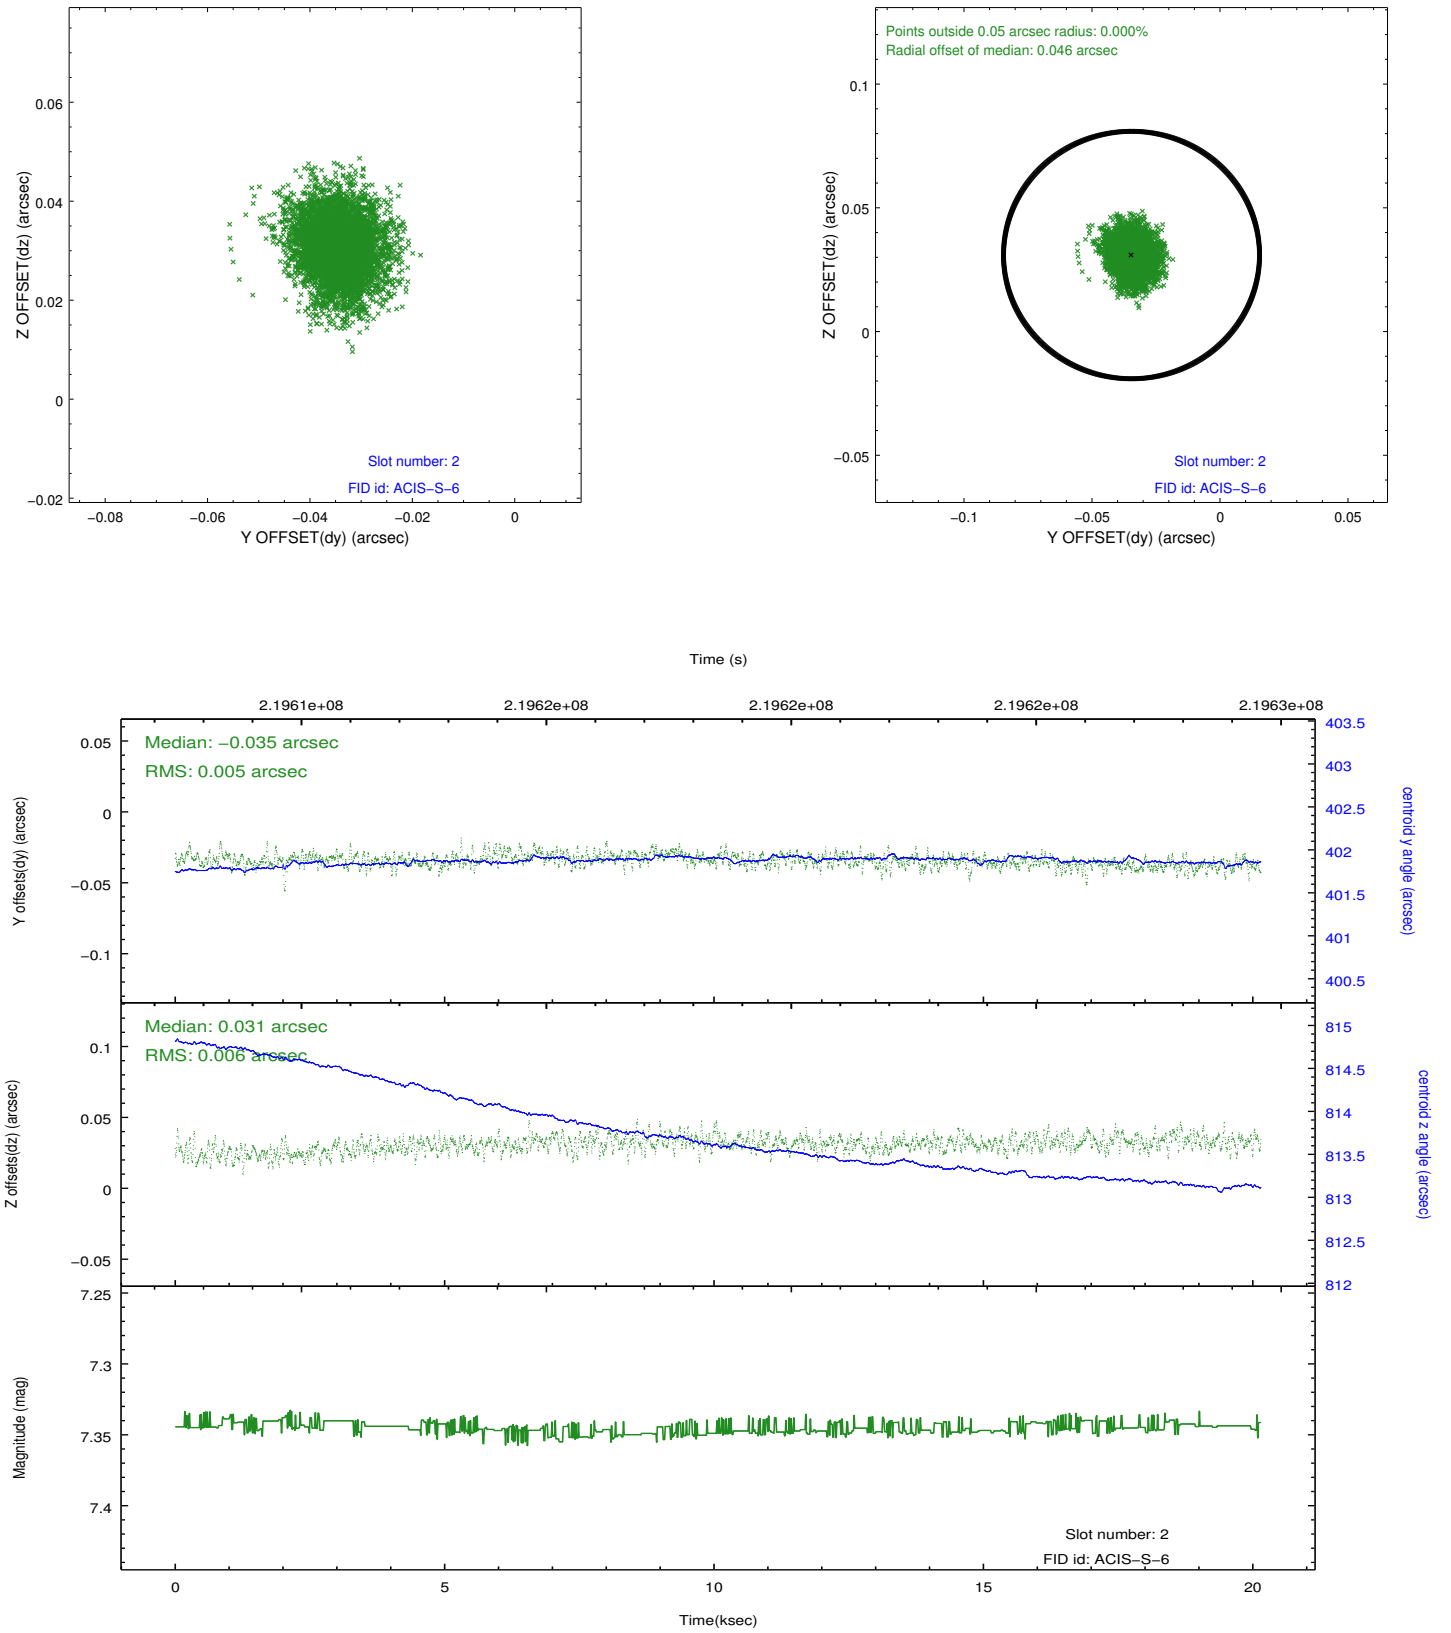 0.06
0.04
0.02
0
−0.02
Z OFFSET(dz) (arcsec)
Slot number: 2
FID id: ACIS−S−6
−0.08 −0.06 −0.04 −0.02 0
Y OFFSET(dy) (arcsec)
Points outside 0.05 arcsec radius: 0.000%
Radial offset of median: 0.046 arcsec
0.1
0.05
0
−0.05
Z OFFSET(dz) (arcsec)
Slot number: 2
FID id: ACIS−S−6
−0.1 −0.05 0 0.05
Y OFFSET(dy) (arcsec)
Time (s)
2.1961e+08 2.1962e+08 2.1962e+08 2.1962e+08 2.1963e+08
Median: −0.035 arcsec
RMS: 0.005 arcsec
0.05
0
−0.05
−0.1
Y offsets(dy) (arcsec)
403.5
403
402.5
402
401.5
401
400.5
centroid y angle (arcsec)
Median: 0.031 arcsec
RMS: 0.006 arcsec
0.1
0.05
0
−0.05
Z offsets(dz) (arcsec)
815
814.5
814
813.5
813
812.5
812
centroid z angle (arcsec)
7.25
7.3
7.35
7.4
Magnitude (mag)
Slot number: 2
FID id: ACIS−S−6
0 5 10 15 20
Time(ksec)